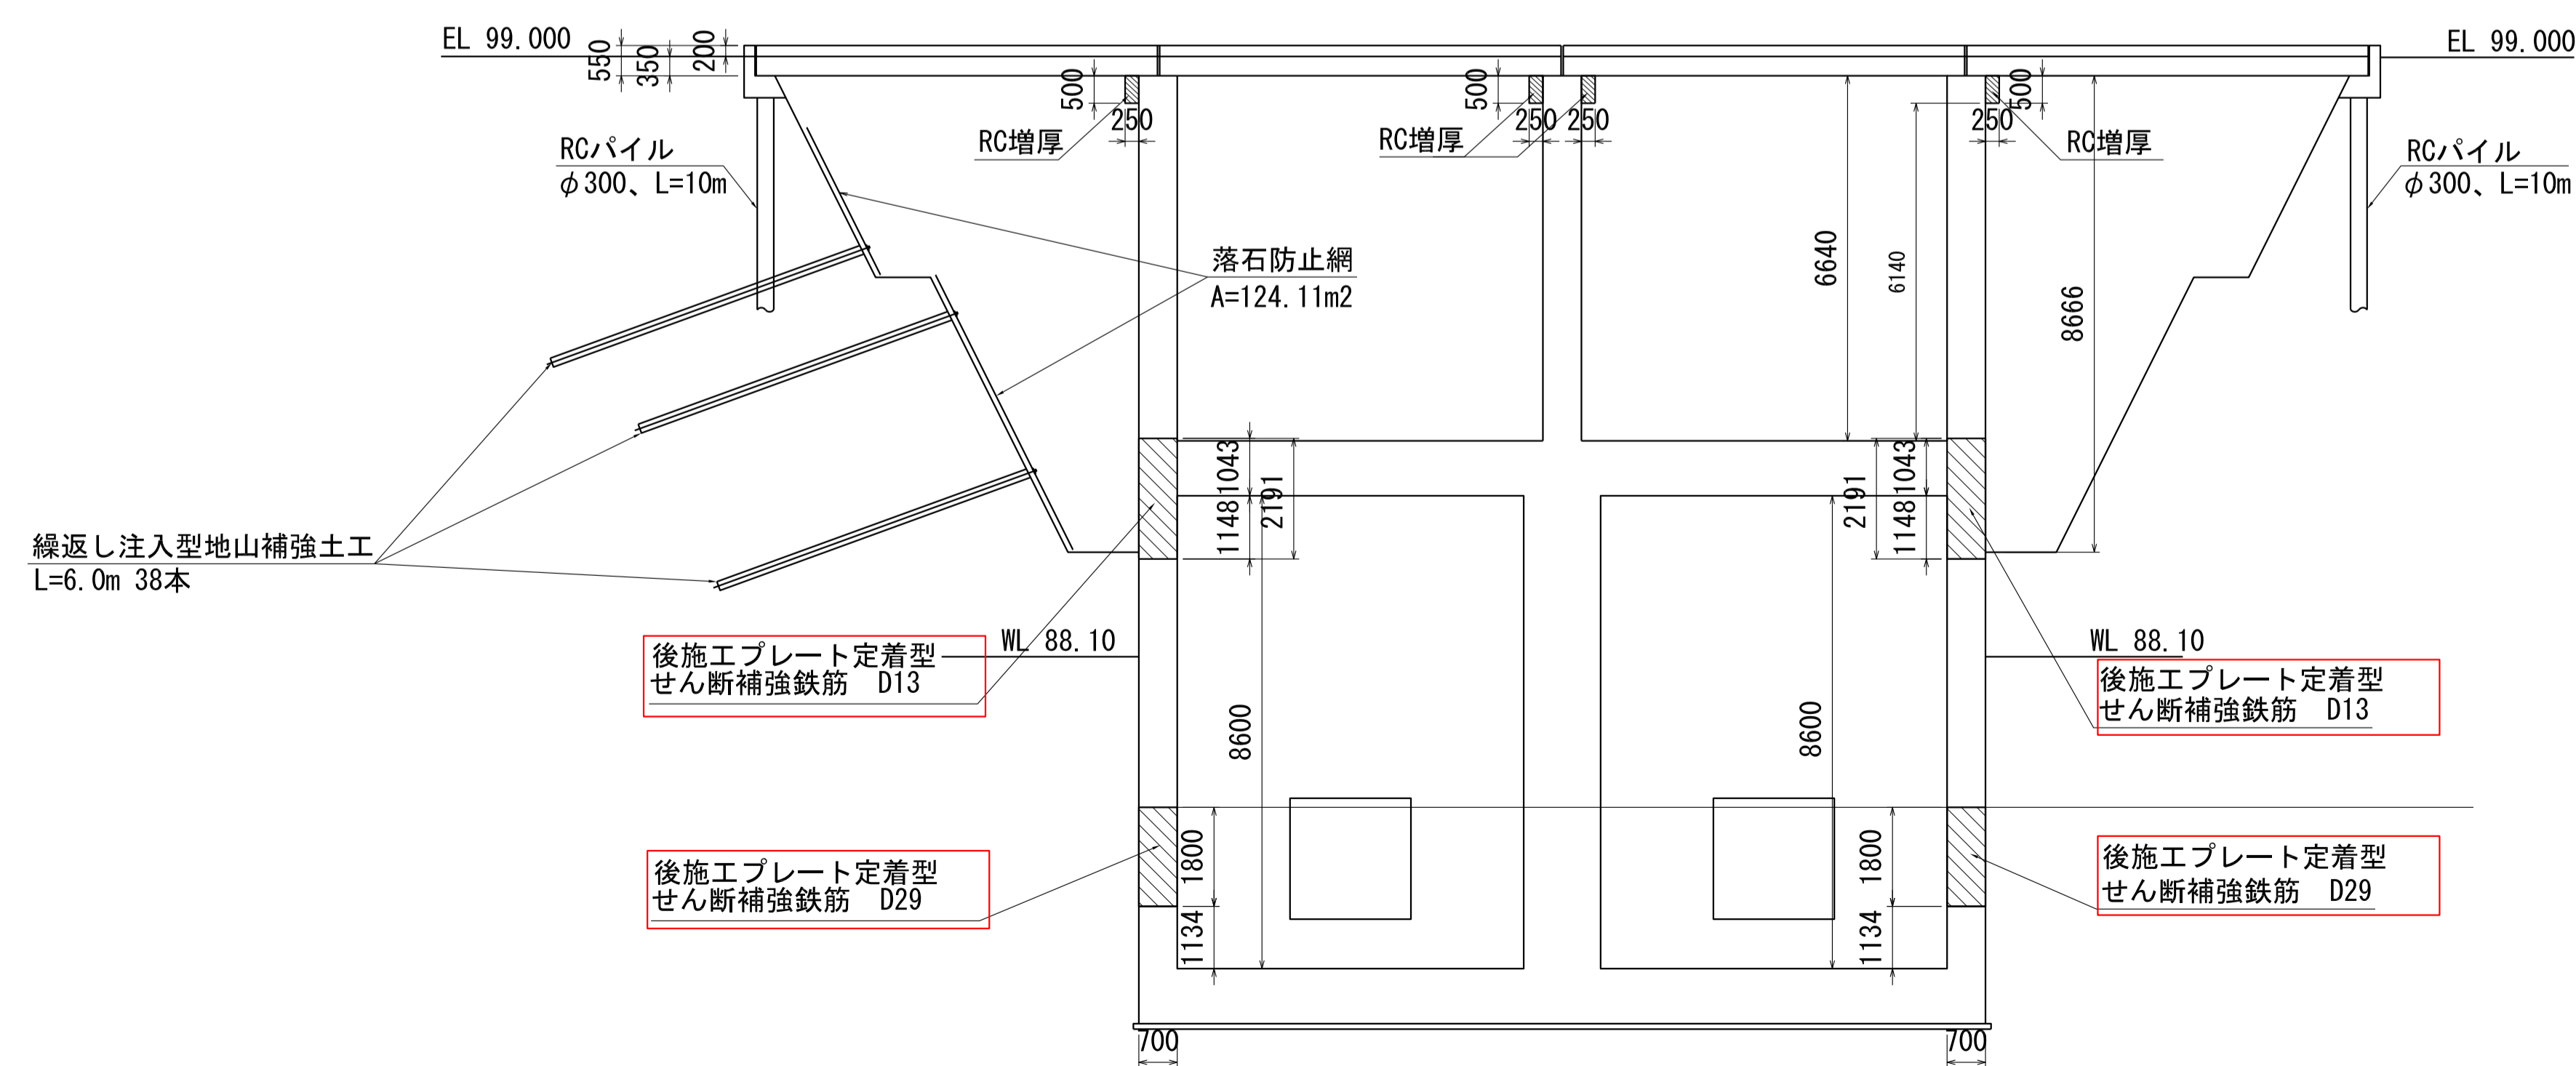 EL 99.000
550
350
200
EL 99.000
500
250
RC増厚
500
250
250
RC増厚
500
250
RC増厚
RCパイル
φ300、L=10m
RCパイル
φ300、L=10m
落石防止網
A=124.11m2
6640
6140
8666
1043
1148
2191
2191
1043
1148
繰返し注入型地山補強土工
L=6.0m 38本
WL 88.10
WL 88.10
後施工プレート定着型
せん断補強鉄筋 D13
後施工プレート定着型
せん断補強鉄筋 D13
8600
8600
1800
1134
1800
1134
後施工プレート定着型
せん断補強鉄筋 D29
後施工プレート定着型
せん断補強鉄筋 D29
700
700